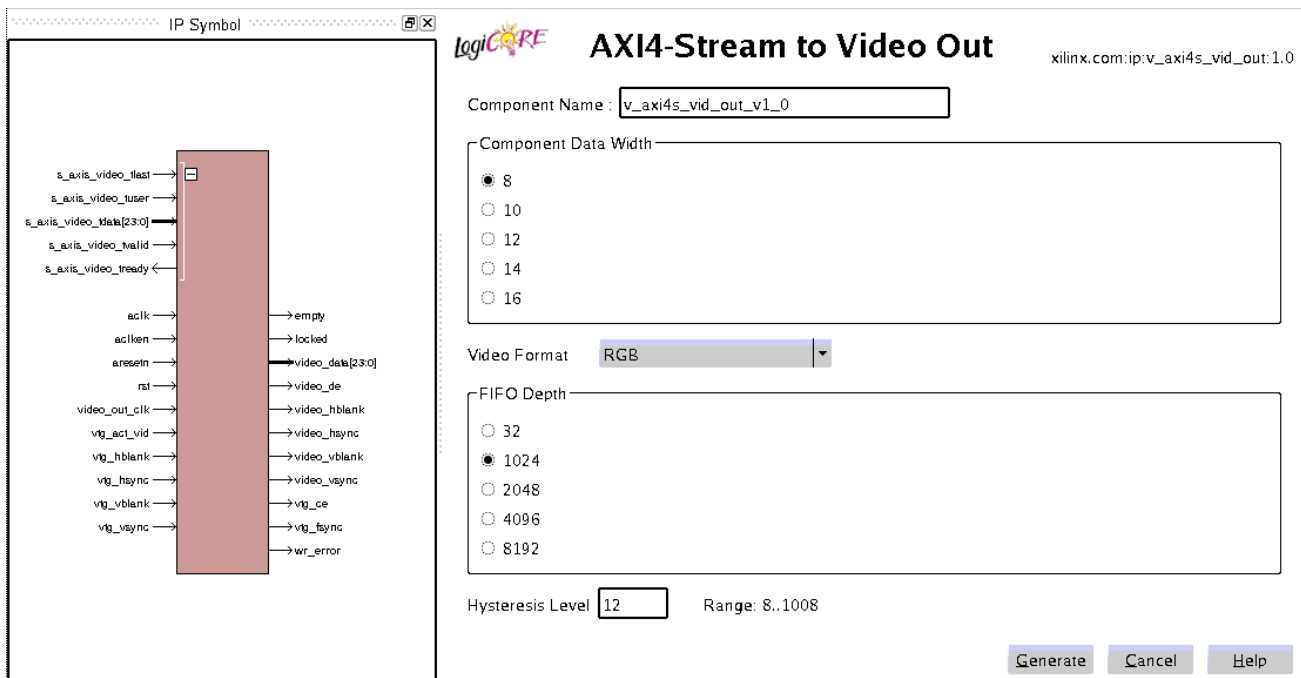 IP Symbol
LogiCORE
AXI4-Stream to Video Out
xilinx.com:ip:v_axi4s_vid_out:1.0
Component Name : v_axi4s_vid_out_v1_0
Component Data Width
8
10
12
14
16
Video Format RGB
FIFO Depth
32
1024
2048
4096
8192
Hysteresis Level 12 Range: 8..1008
Generate Cancel Help
s_axis_video_tlast
s_axis_video_tuser
s_axis_video_tdata[23:0]
s_axis_video_tvalid
s_axis_video_tready
aclk
aclken
aresetn
rst
video_out_clk
vtg_act_vid
vtg_hblank
vtg_hsync
vtg_vblank
vtg_vsync
empty
locked
video_data[23:0]
video_de
video_hblank
video_hsync
video_vblank
video_vsync
vtg_ce
vtg_fsync
wr_error